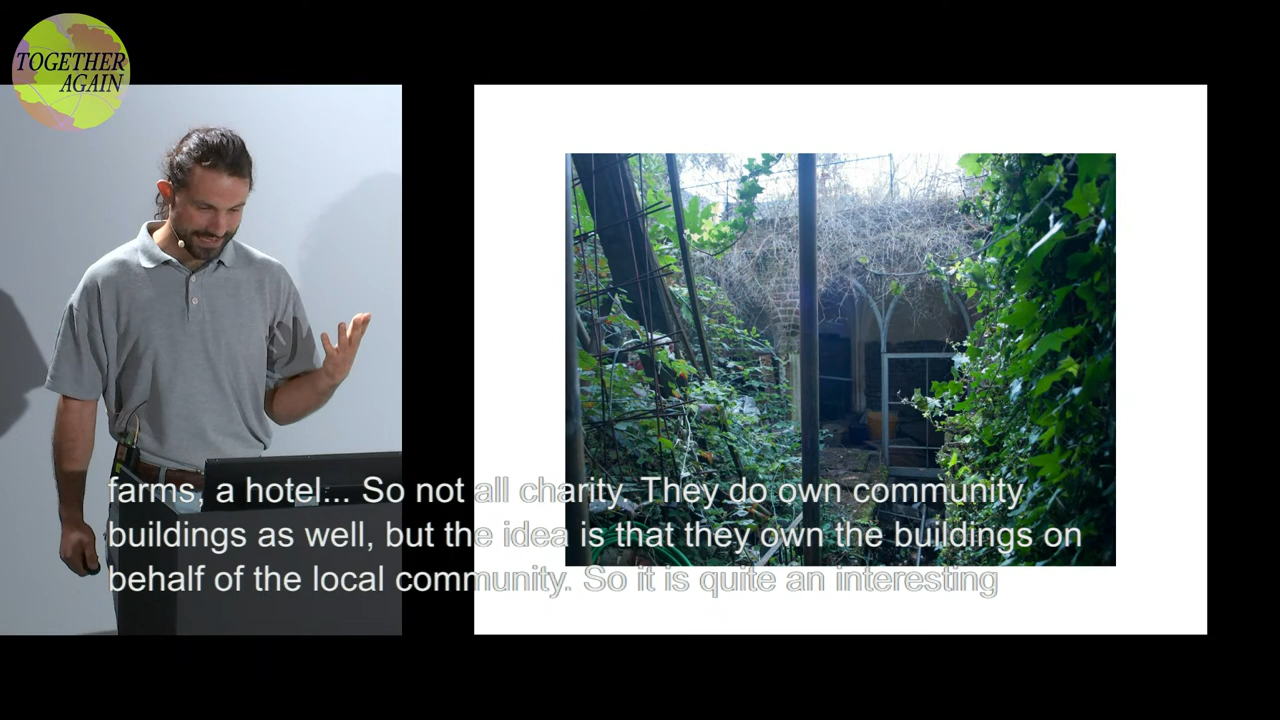 TOGETHER
AGAIN
farms, a hotel... So not all charity. They do own community
buildings as well, but the idea is that they own the buildings on
behalf of the local community. So it is quite an interesting